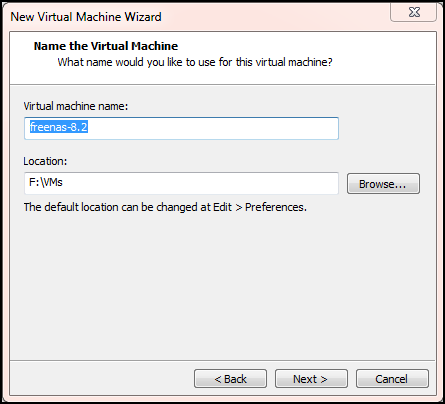 New Virtual Machine Wizard
Name the Virtual Machine
What name would you like to use for this virtual machine?
Virtual machine name:
freenas-8.2
Location:
F:\VMs
Browse...
The default location can be changed at Edit > Preferences.
< Back
Next >
Cancel